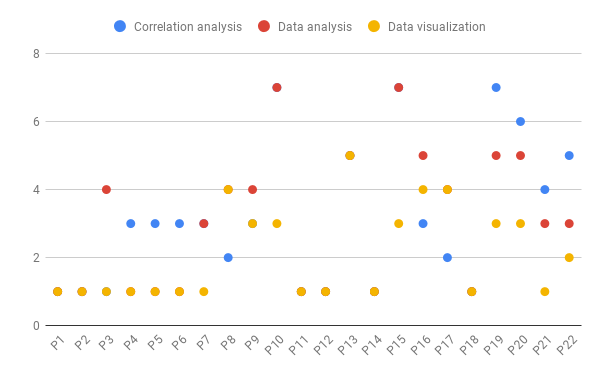 Correlation analysis Data analysis Data visualization
8
6
4
2
0
P1 P2 P3 P4 P5 P6 P7 P8 P9 P10 P11 P12 P13 P14 P15 P16 P17 P18 P19 P20 P21 P22